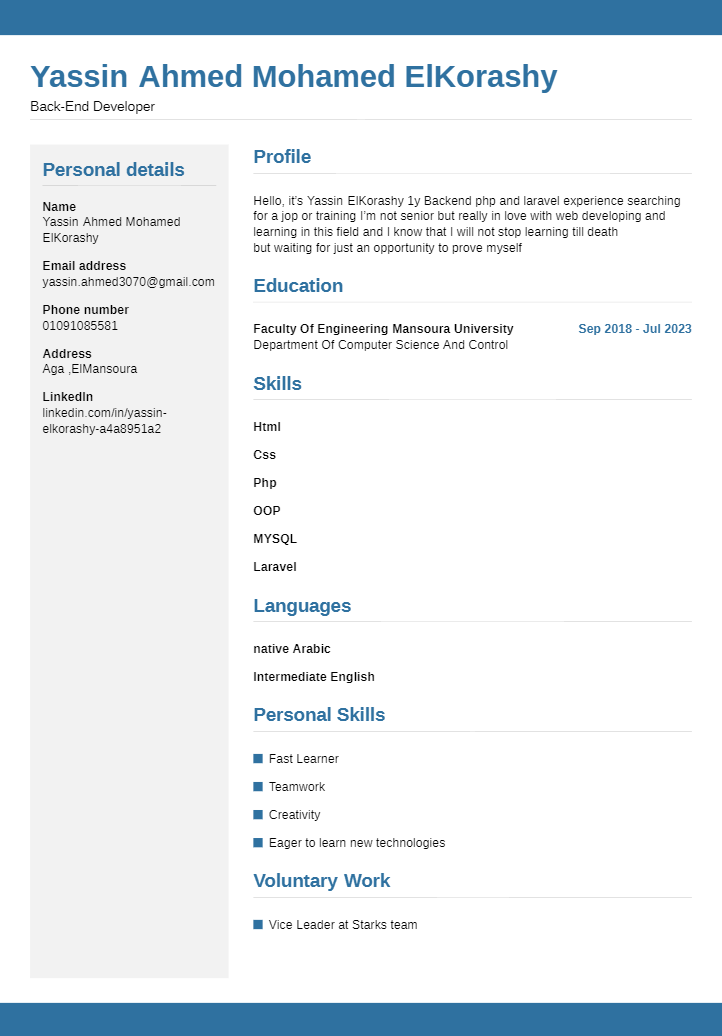 Yassin Ahmed Mohamed ElKorashy
Back-End Developer
Personal details
Name
Yassin Ahmed Mohamed
ElKorashy
Email address
yassin.ahmed3070@gmail.com
Phone number
01091085581
Address
Aga ,ElMansoura
LinkedIn
linkedin.com/in/yassin-
elkorashy-a4a8951a2
Profile
Hello, it’s Yassin ElKorashy 1y Backend php and laravel experience searching
for a jop or training I’m not senior but really in love with web developing and
learning in this field and I know that I will not stop learning till death
but waiting for just an opportunity to prove myself
Education
Faculty Of Engineering Mansoura University Sep 2018 - Jul 2023
Department Of Computer Science And Control
Skills
Html
Css
Php
OOP
MYSQL
Laravel
Languages
native Arabic
Intermediate English
Personal Skills
Fast Learner
Teamwork
Creativity
Eager to learn new technologies
Voluntary Work
Vice Leader at Starks team